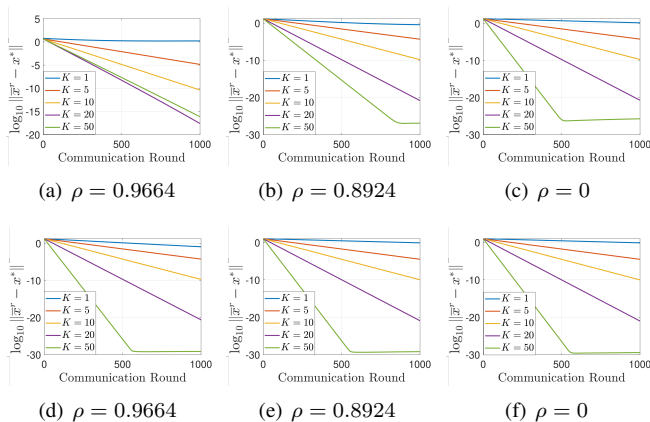 5
0
-5
-10
-15
-20
0 500 1000
log₁₀ ‖x̄ʳ − x*‖
K = 1
K = 5
K = 10
K = 20
K = 50
Communication Round
(a) ρ = 0.9664
0
-10
-20
-30
0 500 1000
log₁₀ ‖x̄ʳ − x*‖
K = 1
K = 5
K = 10
K = 20
K = 50
Communication Round
(b) ρ = 0.8924
0
-10
-20
-30
0 500 1000
log₁₀ ‖x̄ʳ − x*‖
K = 1
K = 5
K = 10
K = 20
K = 50
Communication Round
(c) ρ = 0
0
-10
-20
-30
0 500 1000
log₁₀ ‖x̄ʳ − x*‖
K = 1
K = 5
K = 10
K = 20
K = 50
Communication Round
(d) ρ = 0.9664
0
-10
-20
-30
0 500 1000
log₁₀ ‖x̄ʳ − x*‖
K = 1
K = 5
K = 10
K = 20
K = 50
Communication Round
(e) ρ = 0.8924
0
-10
-20
-30
0 500 1000
log₁₀ ‖x̄ʳ − x*‖
K = 1
K = 5
K = 10
K = 20
K = 50
Communication Round
(f) ρ = 0